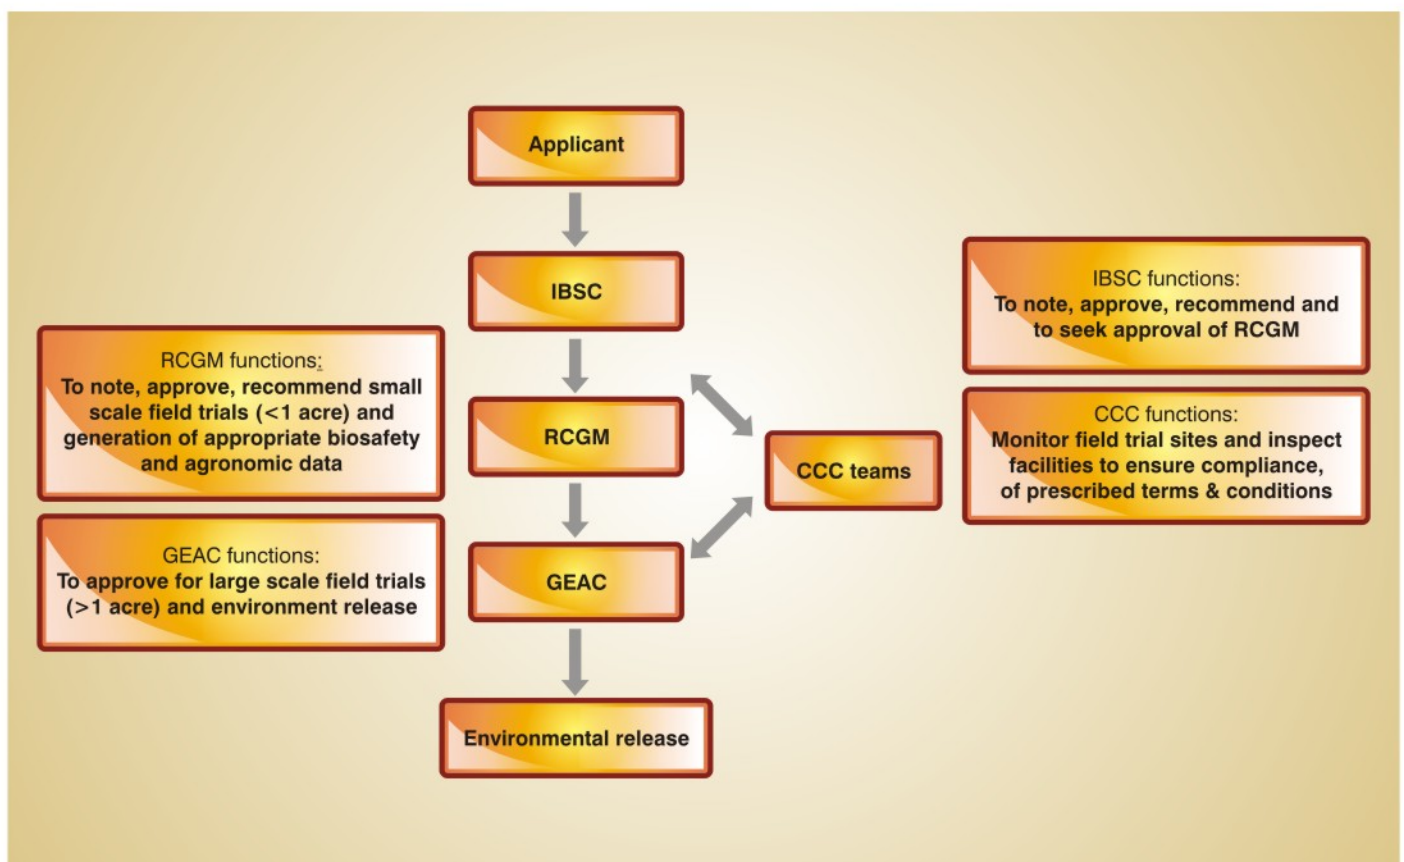 Applicant
IBSC
RCGM
GEAC
Environmental release
CCC teams
RCGM functions:
To note, approve, recommend small
scale field trials (<1 acre) and
generation of appropriate biosafety
and agronomic data
GEAC functions:
To approve for large scale field trials
(>1 acre) and environment release
IBSC functions:
To note, approve, recommend and
to seek approval of RCGM
CCC functions:
Monitor field trial sites and inspect
facilities to ensure compliance,
of prescribed terms & conditions